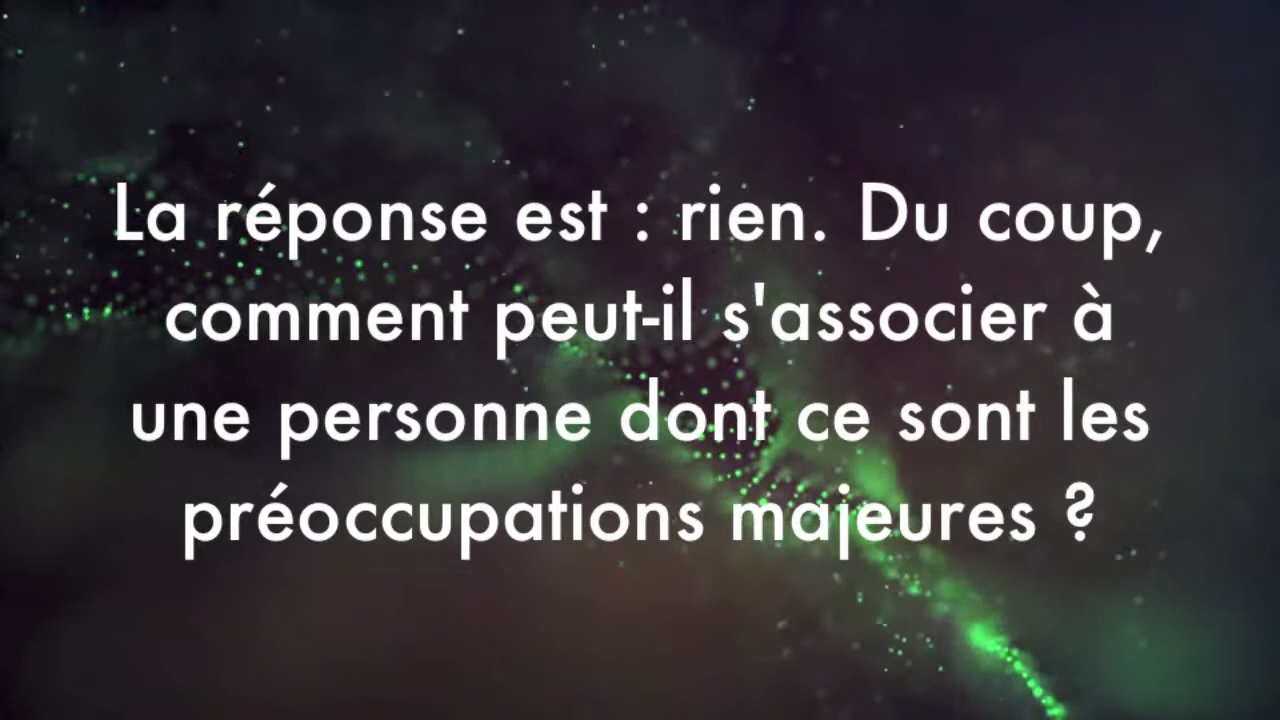 La réponse est : rien. Du coup,
comment peut-il s'associer à
une personne dont ce sont les
préoccupations majeures ?